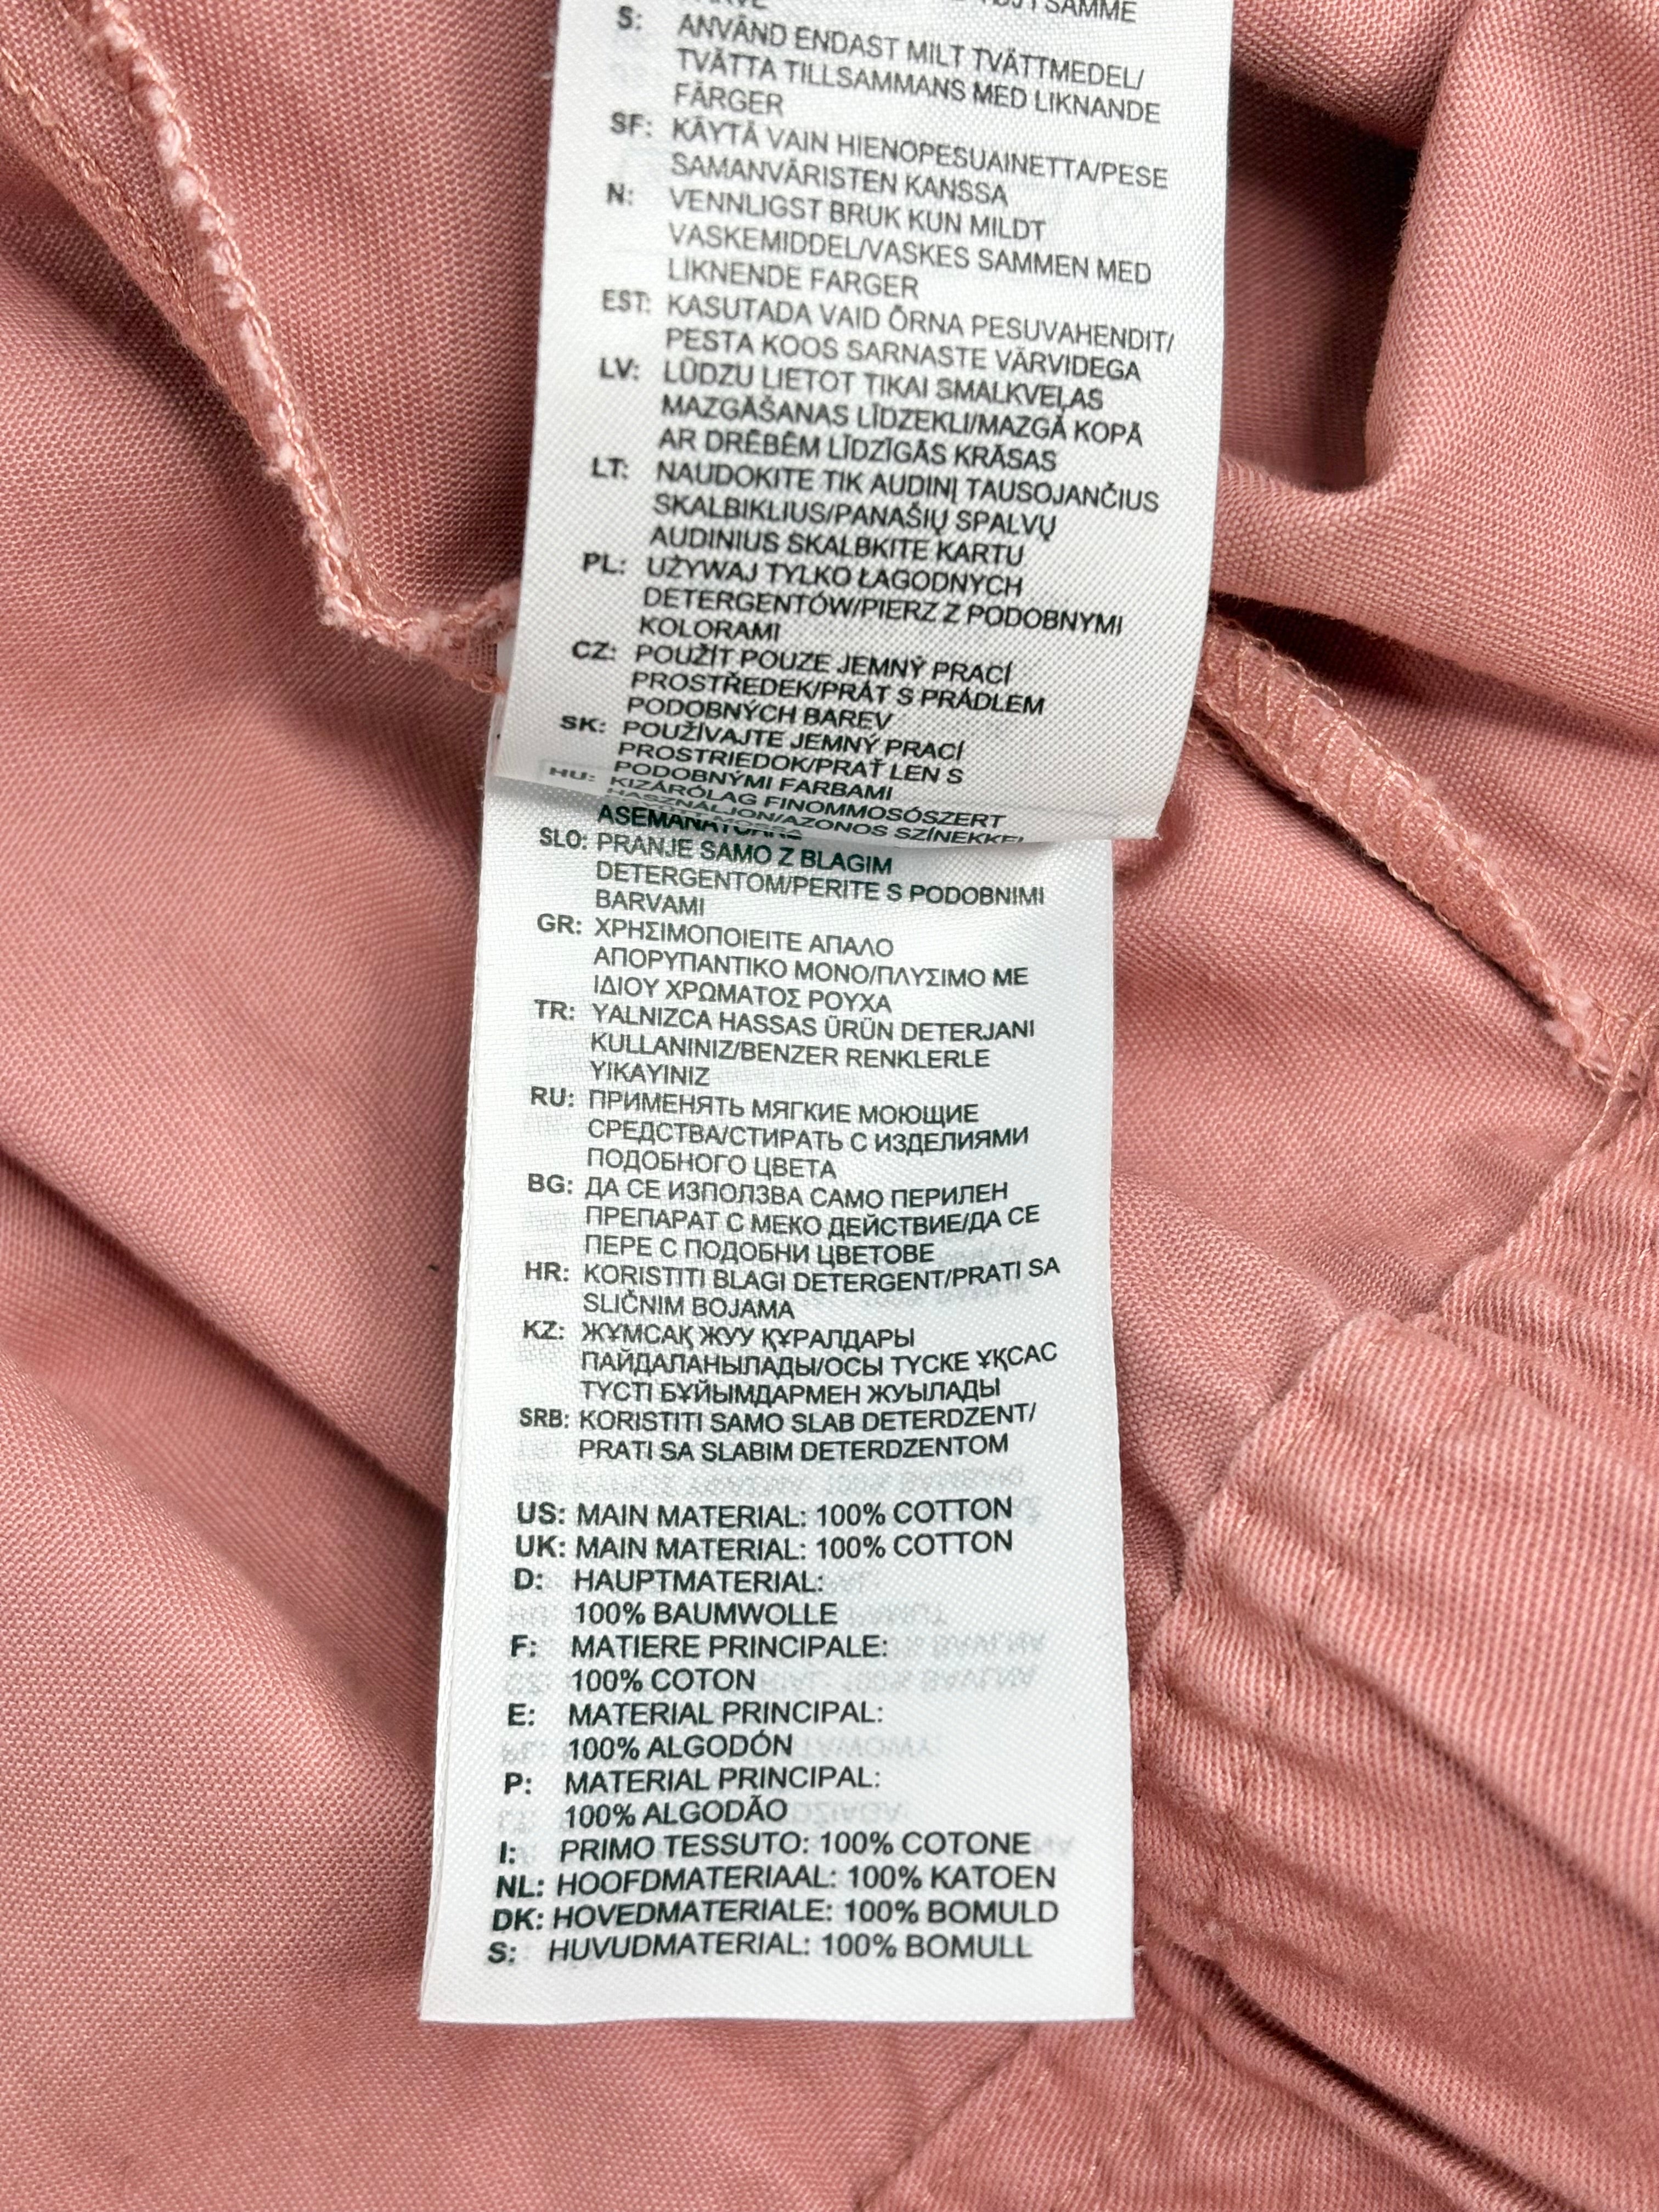 SAMME
S: ANVÄND ENDAST MILT TVÄTTMEDEL/
TVÄTTA TILLSAMMANS MED LIKNANDE
FÄRGER
SF: KÄYTÄ VAIN HIENOPESUAINETTA/PESE
SAMANVÄRISTEN KANSSA
N: VENNLIGST BRUK KUN MILDT
VASKEMIDDEL/VASKES SAMMEN MED
LIKNENDE FARGER
EST: KASUTADA VAID ÕRNA PESUVAHENDIT/
PESTA KOOS SARNASTE VÄRVIDEGA
LV: LŪDZU LIETOT TIKAI SMALKVEĻAS
MAZGĀŠANAS LĪDZEKLI/MAZGĀ KOPĀ
AR DRĒBĒM LĪDZĪGĀS KRĀSAS
LT: NAUDOKITE TIK AUDINĮ TAUSOJANČIUS
SKALBIKLIUS/PANAŠIŲ SPALVŲ
AUDINIUS SKALBKITE KARTU
PL: UŻYWAJ TYLKO ŁAGODNYCH
DETERGENTÓW/PIERZ Z PODOBNYMI
KOLORAMI
CZ: POUŽÍT POUZE JEMNÝ PRACÍ
PROSTŘEDEK/PRÁT S PRÁDLEM
PODOBNÝCH BAREV
SK: POUŽÍVAJTE JEMNÝ PRACÍ
PROSTRIEDOK/PRAŤ LEN S
PODOBNÝMI FARBAMI
HU: KIZÁRÓLAG FINOMMOSÓSZERT
HASZNÁLJON/AZONOS SZÍNEKKEL
SLO: PRANJE SAMO Z BLAGIM
DETERGENTOM/PERITE S PODOBNIMI
BARVAMI
GR: ΧΡΗΣΙΜΟΠΟΙΕΙΤΕ ΑΠΑΛΟ
ΑΠΟΡΥΠΑΝΤΙΚΟ ΜΟΝΟ/ΠΛΥΣΙΜΟ ΜΕ
ΙΔΙΟΥ ΧΡΩΜΑΤΟΣ ΡΟΥΧΑ
TR: YALNIZCA HASSAS ÜRÜN DETERJANI
KULLANINIZ/BENZER RENKLERLE
YIKAYINIZ
RU: ПРИМЕНЯТЬ МЯГКИЕ МОЮЩИЕ
СРЕДСТВА/СТИРАТЬ С ИЗДЕЛИЯМИ
ПОДОБНОГО ЦВЕТА
BG: ДА СЕ ИЗПОЛЗВА САМО ПЕРИЛЕН
ПРЕПАРАТ С МЕКО ДЕЙСТВИЕ/ДА СЕ
ПЕРЕ С ПОДОБНИ ЦВЕТОВЕ
HR: KORISTITI BLAGI DETERGENT/PRATI SA
SLIČNIM BOJAMA
KZ: ЖҰМСАҚ ЖУУ ҚҰРАЛДАРЫ
ПАЙДАЛАНЫЛАДЫ/ОСЫ ТҮСКЕ ҰҚСАС
ТҮСТІ БҰЙЫМДАРМЕН ЖУЫЛАДЫ
SRB: KORISTITI SAMO SLAB DETERDZENT/
PRATI SA SLABIM DETERDZENTOM
US: MAIN MATERIAL: 100% COTTON
UK: MAIN MATERIAL: 100% COTTON
D: HAUPTMATERIAL:
100% BAUMWOLLE
F: MATIERE PRINCIPALE:
100% COTON
E: MATERIAL PRINCIPAL:
100% ALGODÓN
P: MATERIAL PRINCIPAL:
100% ALGODÃO
I: PRIMO TESSUTO: 100% COTONE
NL: HOOFDMATERIAAL: 100% KATOEN
DK: HOVEDMATERIALE: 100% BOMULD
S: HUVUDMATERIAL: 100% BOMULL